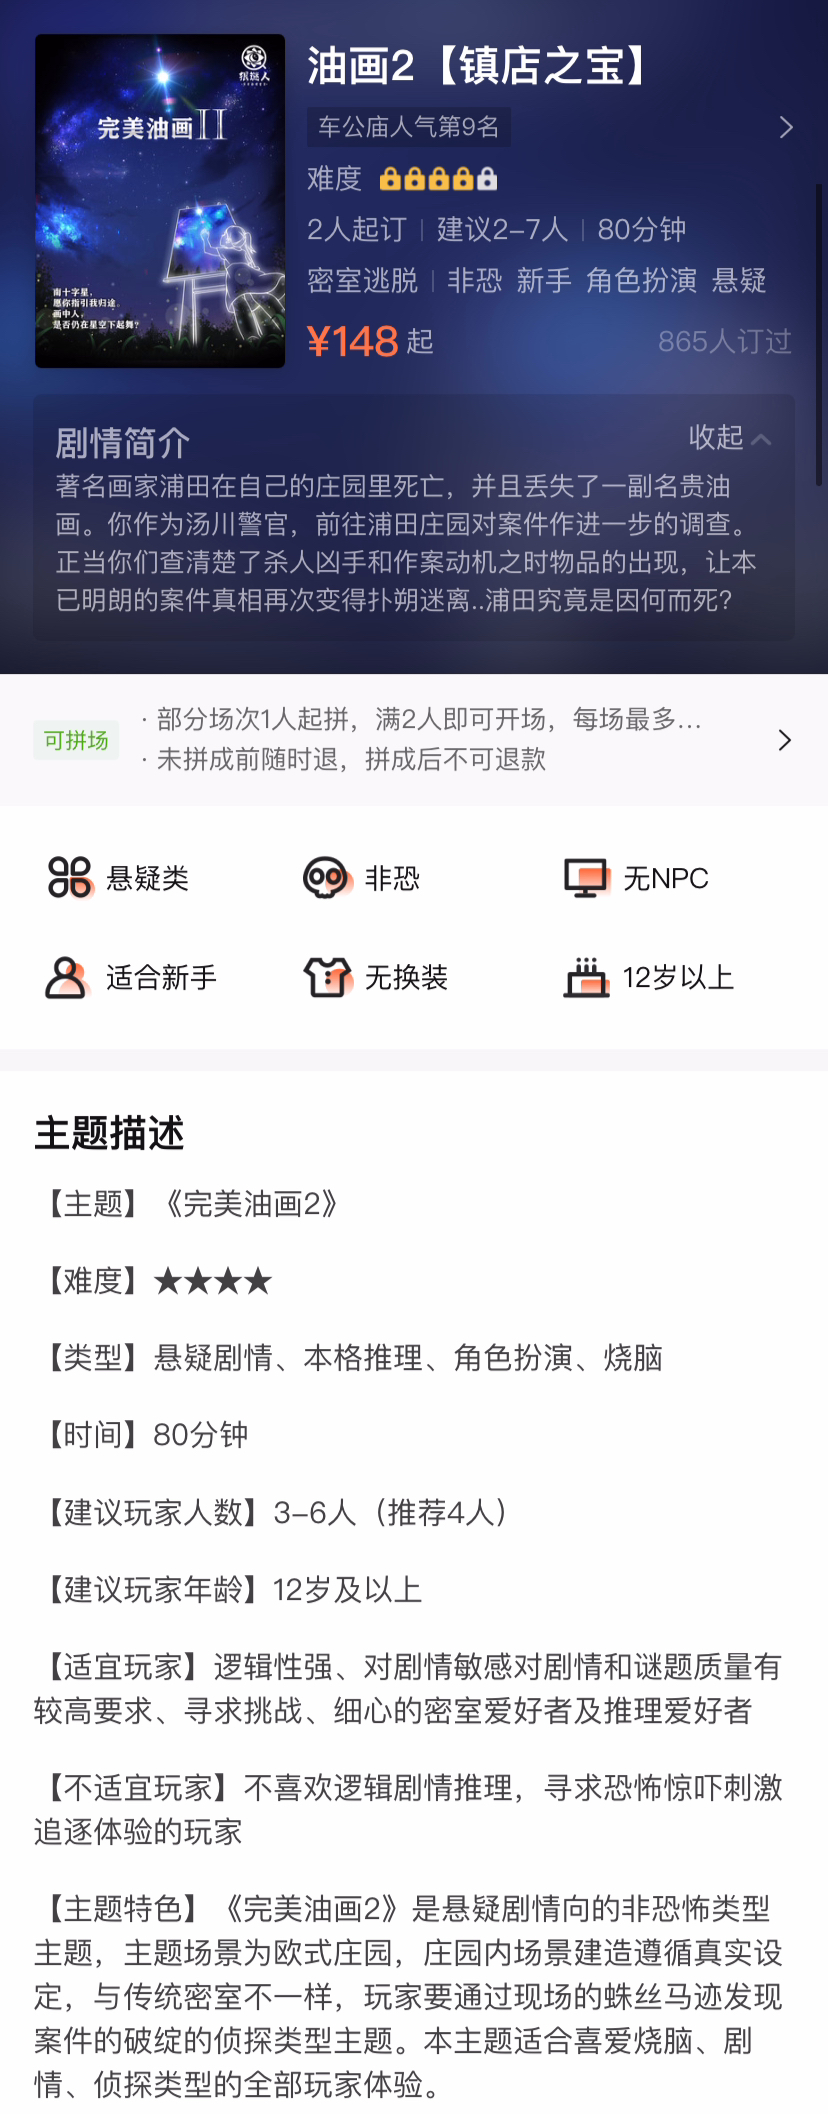 猴谜人
完美油画II
南十字星,
愿你指引我归途。
画中人,
是否仍在星空下起舞?
油画2【镇店之宝】
车公庙人气第9名
难度
2人起订 | 建议2-7人 | 80分钟
密室逃脱 | 非恐 新手 角色扮演 悬疑
¥148 起 865人订过
剧情简介 收起
著名画家浦田在自己的庄园里死亡，并且丢失了一副名贵油
画。你作为汤川警官，前往浦田庄园对案件作进一步的调查。
正当你们查清楚了杀人凶手和作案动机之时物品的出现，让本
已明朗的案件真相再次变得扑朔迷离..浦田究竟是因何而死？
可拼场
· 部分场次1人起拼，满2人即可开场，每场最多...
· 未拼成前随时退，拼成后不可退款
悬疑类 非恐 无NPC
适合新手 无换装 12岁以上
主题描述
【主题】《完美油画2》
【难度】★★★★
【类型】悬疑剧情、本格推理、角色扮演、烧脑
【时间】80分钟
【建议玩家人数】3-6人（推荐4人）
【建议玩家年龄】12岁及以上
【适宜玩家】逻辑性强、对剧情敏感对剧情和谜题质量有
较高要求、寻求挑战、细心的密室爱好者及推理爱好者
【不适宜玩家】不喜欢逻辑剧情推理，寻求恐怖惊吓刺激
追逐体验的玩家
【主题特色】《完美油画2》是悬疑剧情向的非恐怖类型
主题，主题场景为欧式庄园，庄园内场景建造遵循真实设
定，与传统密室不一样，玩家要通过现场的蛛丝马迹发现
案件的破绽的侦探类型主题。本主题适合喜爱烧脑、剧
情、侦探类型的全部玩家体验。